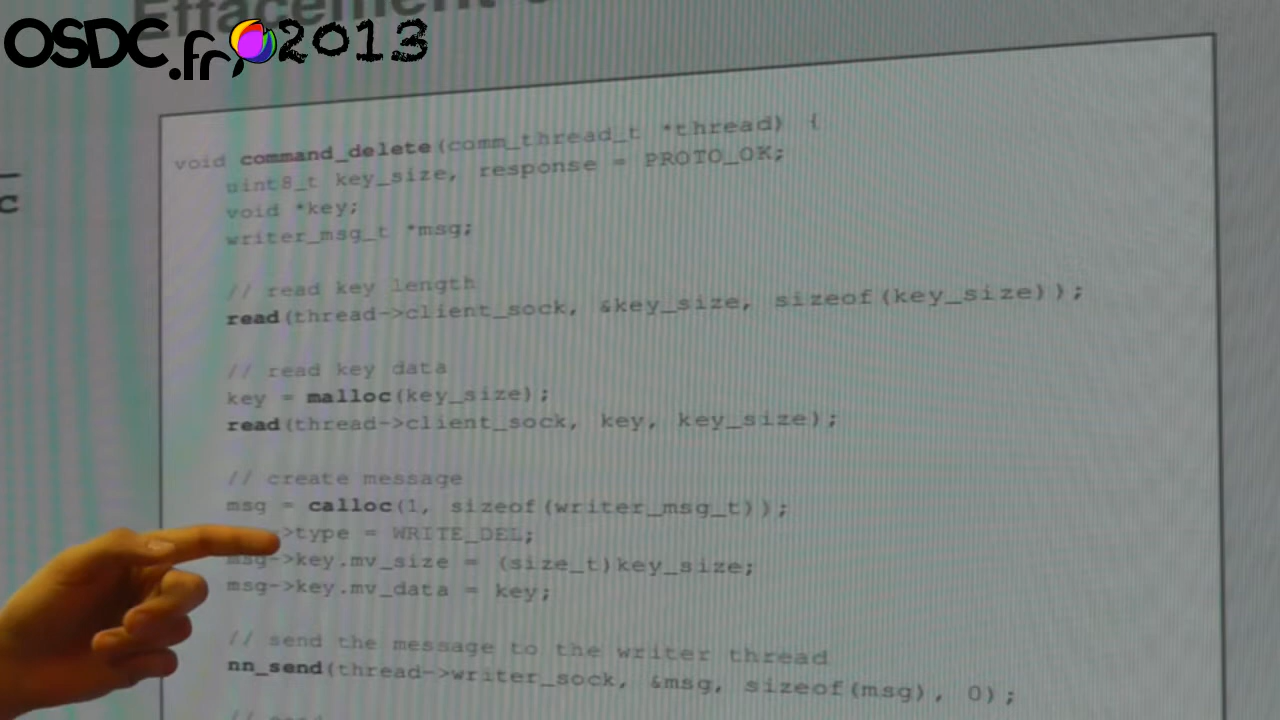 Effacement
OSDC.fr, 2013
c
void command_delete(comm_thread_t *thread) {
uint8_t key_size, response = PROTO_OK;
void *key;
writer_msg_t *msg;
// read key length
read(thread->client_sock, &key_size, sizeof(key_size));
// read key data
key = malloc(key_size);
read(thread->client_sock, key, key_size);
// create message
msg = calloc(1, sizeof(writer_msg_t));
>type = WRITE_DEL;
msg->key.mv_size = (size_t)key_size;
msg->key.mv_data = key;
// send the message to the writer thread
nn_send(thread->writer_sock, &msg, sizeof(msg), 0);
//